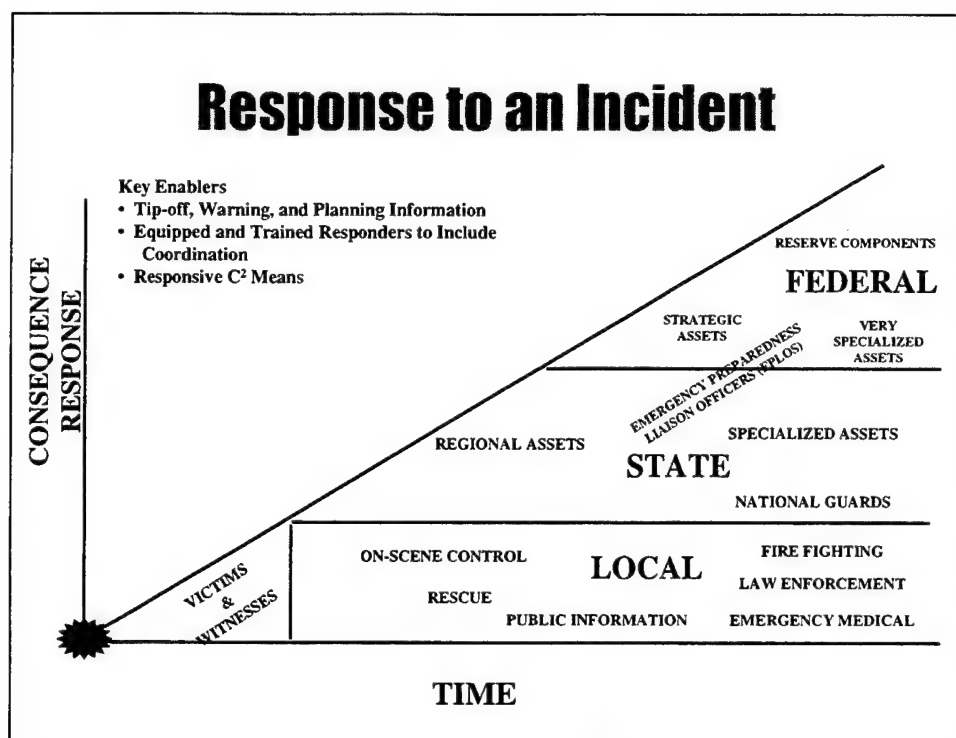 Response to an Incident
Key Enablers
• Tip-off, Warning, and Planning Information
• Equipped and Trained Responders to Include
Coordination
• Responsive C² Means
CONSEQUENCE
RESPONSE
RESERVE COMPONENTS
FEDERAL
STRATEGIC
ASSETS
VERY
SPECIALIZED
ASSETS
EMERGENCY PREPAREDNESS
LIAISON OFFICERS (EPLOS)
REGIONAL ASSETS
SPECIALIZED ASSETS
STATE
NATIONAL GUARDS
VICTIMS
&
WITNESSES
ON-SCENE CONTROL
LOCAL
FIRE FIGHTING
LAW ENFORCEMENT
RESCUE
PUBLIC INFORMATION
EMERGENCY MEDICAL
TIME